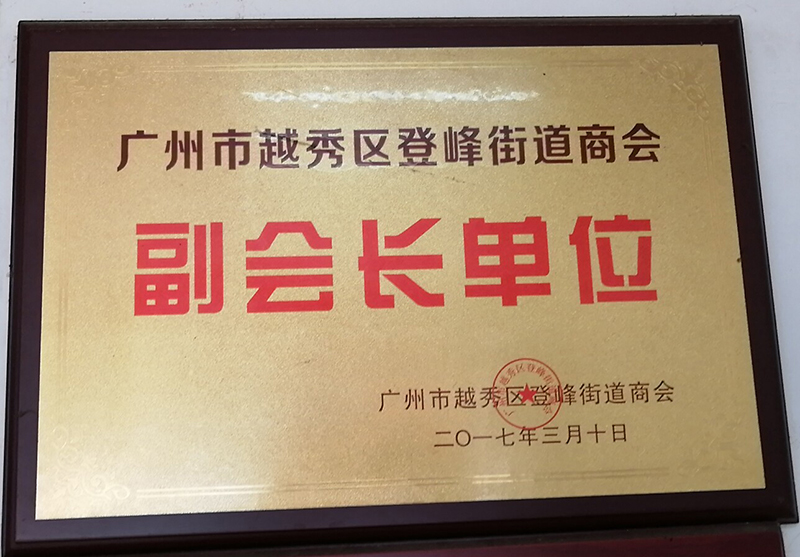 广州市越秀区登峰街道商会
副会长单位
广州市越秀区登峰街道商会
二〇一七年三月十日